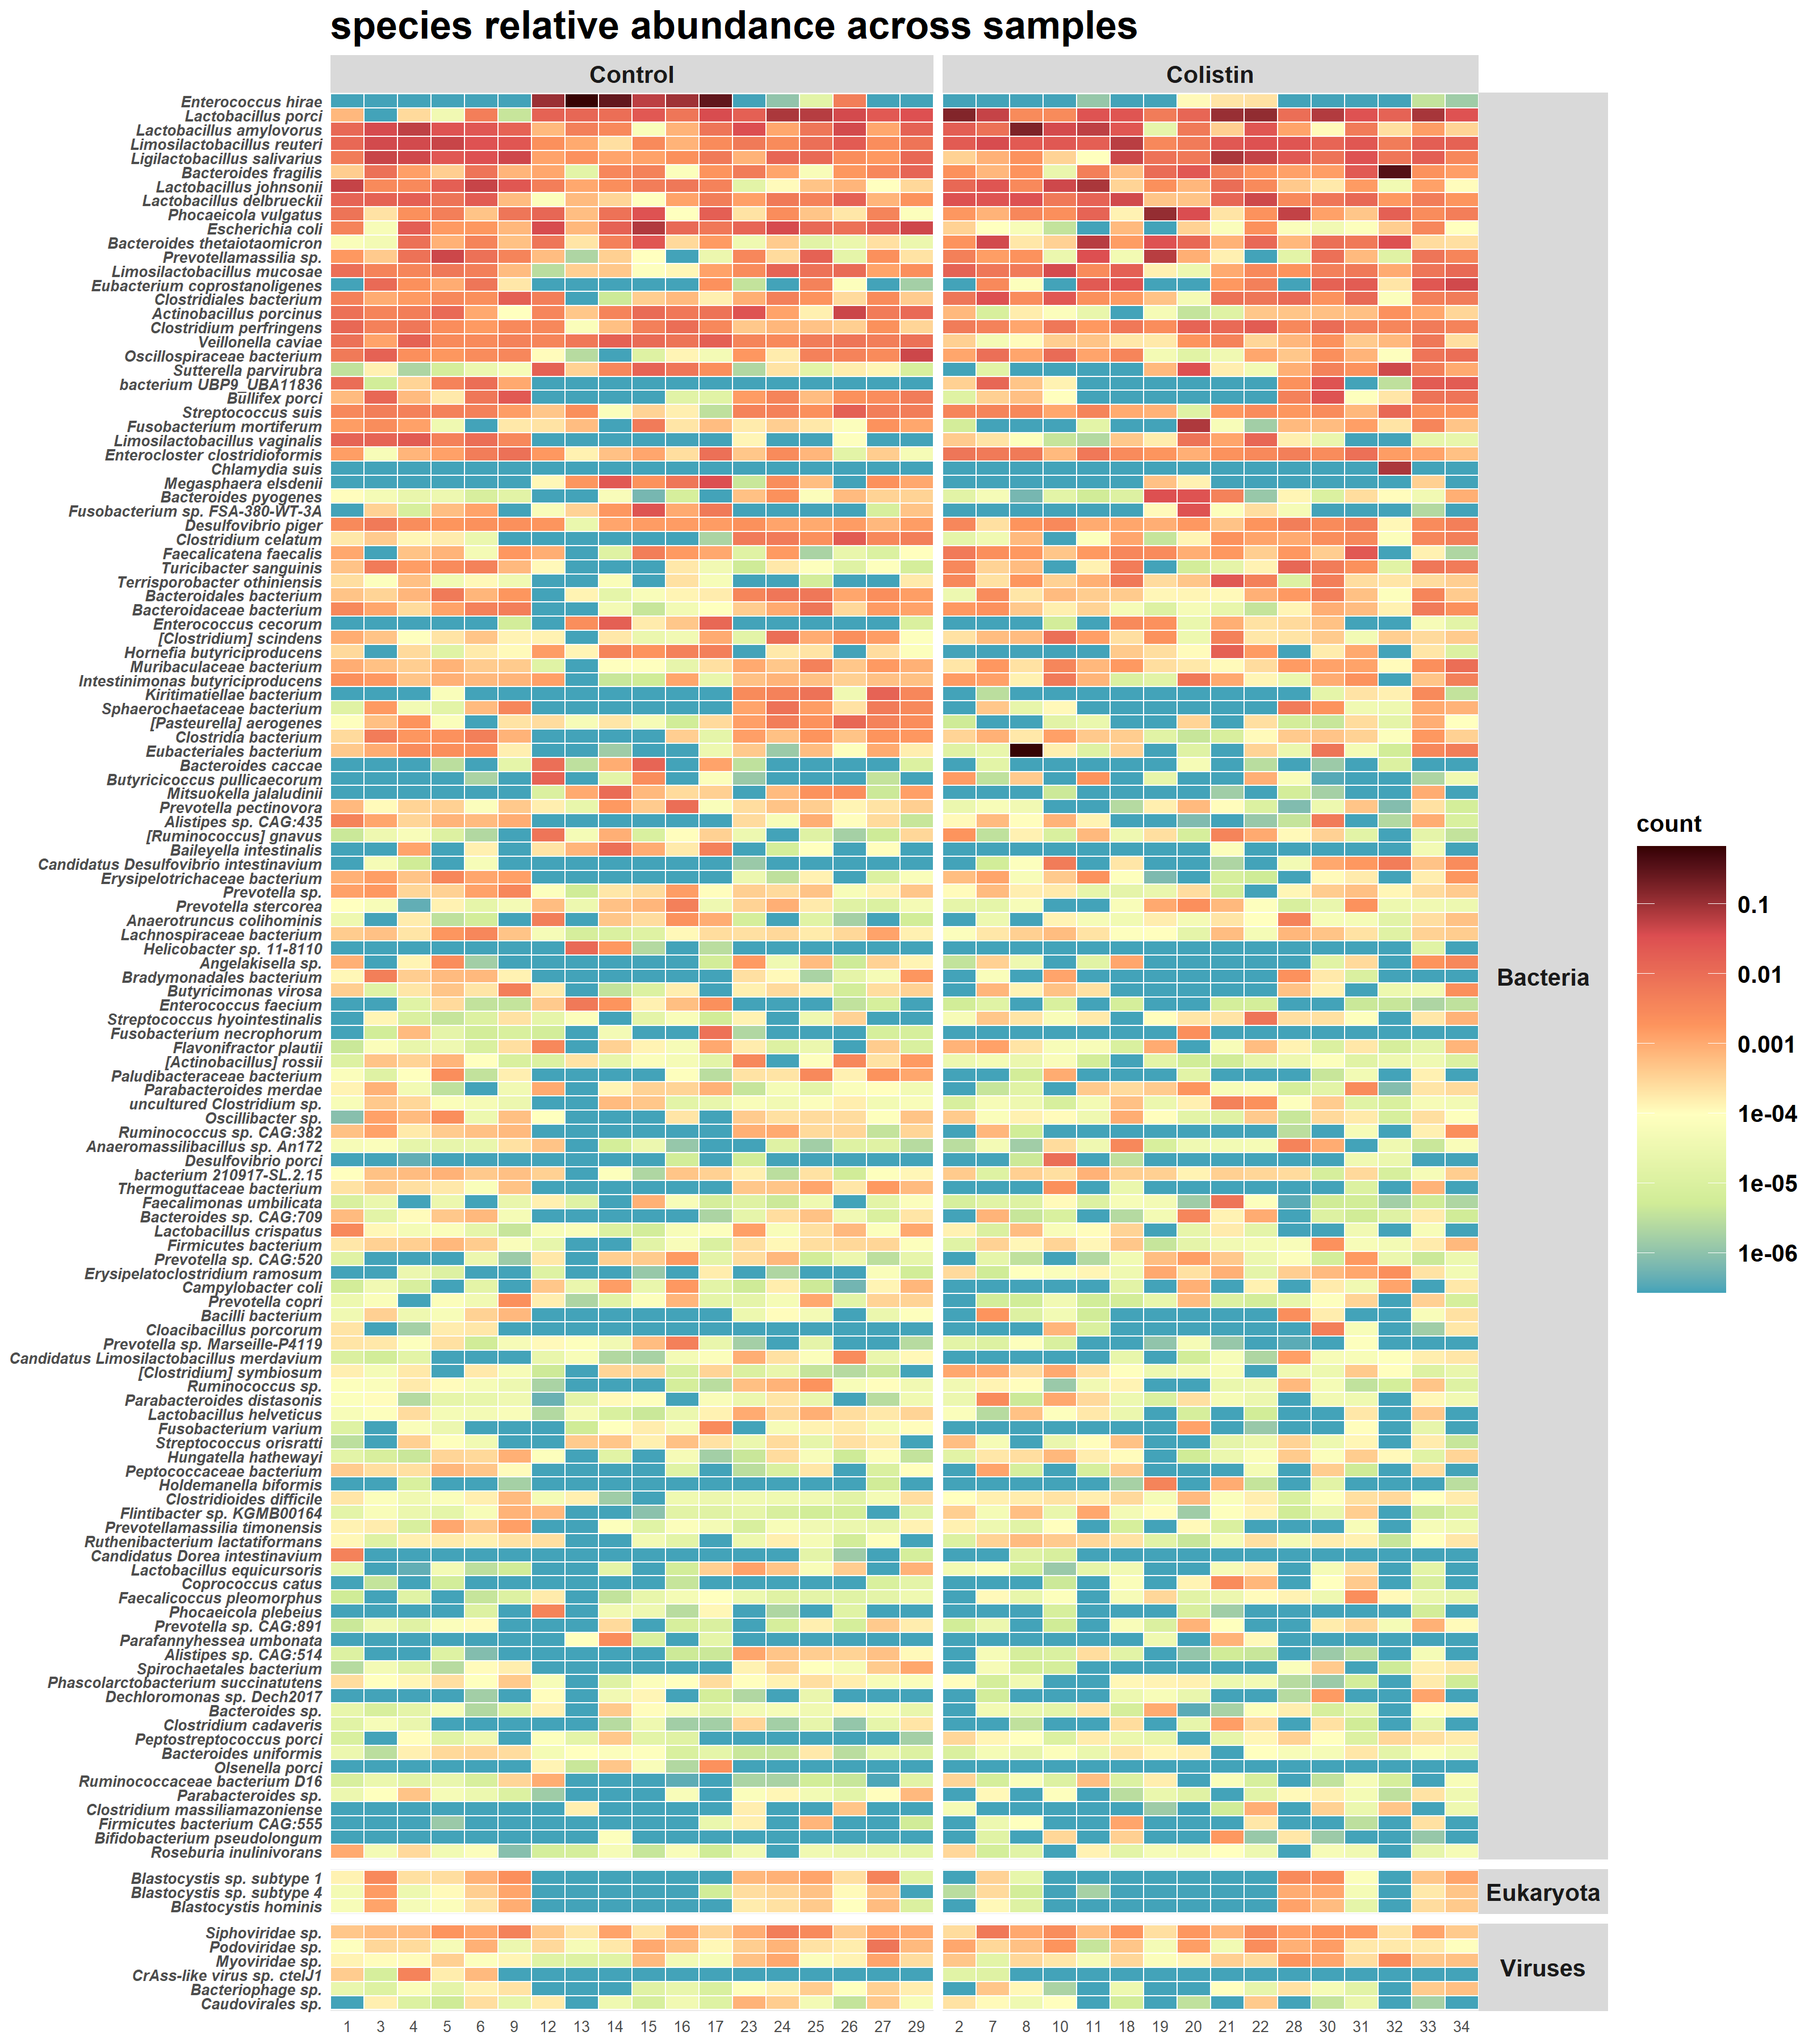 species relative abundance across samples
Control
Colistin
Enterococcus hirae
Lactobacillus porci
Lactobacillus amylovorus
Limosilactobacillus reuteri
Ligilactobacillus salivarius
Bacteroides fragilis
Lactobacillus johnsonii
Lactobacillus delbrueckii
Phocaeicola vulgatus
Escherichia coli
Bacteroides thetaiotaomicron
Prevotellamassilia sp.
Limosilactobacillus mucosae
Eubacterium coprostanoligenes
Clostridiales bacterium
Actinobacillus porcinus
Clostridium perfringens
Veillonella caviae
Oscillospiraceae bacterium
Sutterella parvirubra
bacterium UBP9_UBA11836
Bullifex porci
Streptococcus suis
Fusobacterium mortiferum
Limosilactobacillus vaginalis
Enterocloster clostridioformis
Chlamydia suis
Megasphaera elsdenii
Bacteroides pyogenes
Fusobacterium sp. FSA-380-WT-3A
Desulfovibrio piger
Clostridium celatum
Faecalicatena faecalis
Turicibacter sanguinis
Terrisporobacter othiniensis
Bacteroidales bacterium
Bacteroidaceae bacterium
Enterococcus cecorum
[Clostridium] scindens
Hornefia butyriciproducens
Muribaculaceae bacterium
Intestinimonas butyriciproducens
Kiritimatiellae bacterium
Sphaerochaetaceae bacterium
[Pasteurella] aerogenes
Clostridia bacterium
Eubacteriales bacterium
Bacteroides caccae
Butyricicoccus pullicaecorum
Mitsuokella jalaludinii
Prevotella pectinovora
Alistipes sp. CAG:435
[Ruminococcus] gnavus
Baileyella intestinalis
Candidatus Desulfovibrio intestinavium
Erysipelotrichaceae bacterium
Prevotella sp.
Prevotella stercorea
Anaerotruncus colihominis
Lachnospiraceae bacterium
Helicobacter sp. 11-8110
Angelakisella sp.
Bradymonadales bacterium
Butyricimonas virosa
Enterococcus faecium
Streptococcus hyointestinalis
Fusobacterium necrophorum
Flavonifractor plautii
[Actinobacillus] rossii
Paludibacteraceae bacterium
Parabacteroides merdae
uncultured Clostridium sp.
Oscillibacter sp.
Ruminococcus sp. CAG:382
Anaeromassilibacillus sp. An172
Desulfovibrio porci
bacterium 210917-SL.2.15
Thermoguttaceae bacterium
Faecalimonas umbilicata
Bacteroides sp. CAG:709
Lactobacillus crispatus
Firmicutes bacterium
Prevotella sp. CAG:520
Erysipelatoclostridium ramosum
Campylobacter coli
Prevotella copri
Bacilli bacterium
Cloacibacillus porcorum
Prevotella sp. Marseille-P4119
Candidatus Limosilactobacillus merdavium
[Clostridium] symbiosum
Ruminococcus sp.
Parabacteroides distasonis
Lactobacillus helveticus
Fusobacterium varium
Streptococcus orisratti
Hungatella hathewayi
Peptococcaceae bacterium
Holdemanella biformis
Clostridioides difficile
Flintibacter sp. KGMB00164
Prevotellamassilia timonensis
Ruthenibacterium lactatiformans
Candidatus Dorea intestinavium
Lactobacillus equicursoris
Coprococcus catus
Faecalicoccus pleomorphus
Phocaeicola plebeius
Prevotella sp. CAG:891
Parafannyhessea umbonata
Alistipes sp. CAG:514
Spirochaetales bacterium
Phascolarctobacterium succinatutens
Dechloromonas sp. Dech2017
Bacteroides sp.
Clostridium cadaveris
Peptostreptococcus porci
Bacteroides uniformis
Olsenella porci
Ruminococcaceae bacterium D16
Parabacteroides sp.
Clostridium massiliamazoniense
Firmicutes bacterium CAG:555
Bifidobacterium pseudolongum
Roseburia inulinivorans
Bacteria
Blastocystis sp. subtype 1
Blastocystis sp. subtype 4
Blastocystis hominis
Eukaryota
Siphoviridae sp.
Podoviridae sp.
Myoviridae sp.
CrAss-like virus sp. ctelJ1
Bacteriophage sp.
Caudovirales sp.
Viruses
1 3 4 5 6 9 12 13 14 15 16 17 23 24 25 26 27 29 2 7 8 10 11 18 19 20 21 22 28 30 31 32 33 34
count
0.1
0.01
0.001
1e-04
1e-05
1e-06